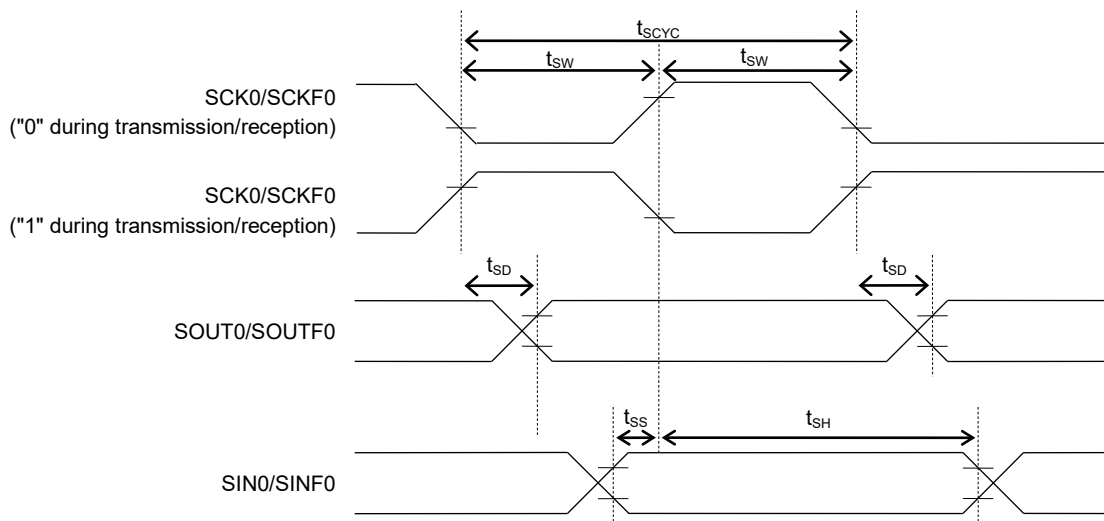 tSCYC
tSW tSW
SCK0/SCKF0
("0" during transmission/reception)
SCK0/SCKF0
("1" during transmission/reception)
tSD tSD
SOUT0/SOUTF0
tSS tSH
SIN0/SINF0